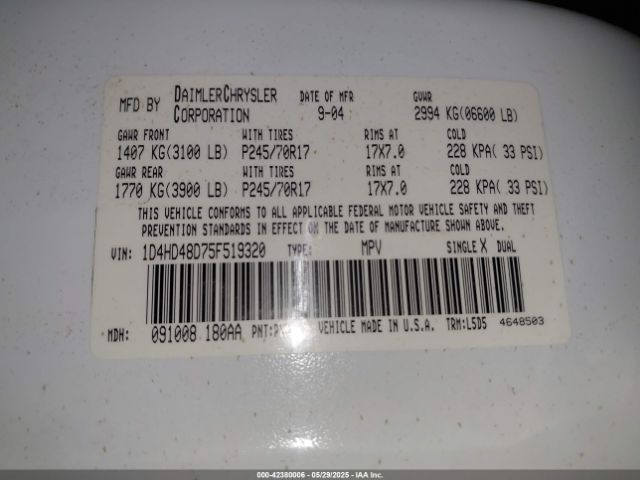 MFD BY DAIMLERCHRYSLER CORPORATION DATE OF MFR 9-04 GVWR 2994 KG(06600 LB)
GAWR FRONT WITH TIRES RIMS AT COLD
1407 KG(3100 LB) P245/70R17 17X7.0 228 KPA( 33 PSI)
GAWR REAR WITH TIRES RIMS AT COLD
1770 KG(3900 LB) P245/70R17 17X7.0 228 KPA( 33 PSI)
THIS VEHICLE CONFORMS TO ALL APPLICABLE FEDERAL MOTOR VEHICLE SAFETY AND THEFT
PREVENTION STANDARDS IN EFFECT ON THE DATE OF MANUFACTURE SHOWN ABOVE.
VIN: 1D4HD48D75F519320 TYPE: MPV SINGLE X DUAL
MDH: 091008 180AA PNT: VEHICLE MADE IN U.S.A. TRM:L5D5 4648503
000-42380006 - 05/29/2025 - IAA Inc.